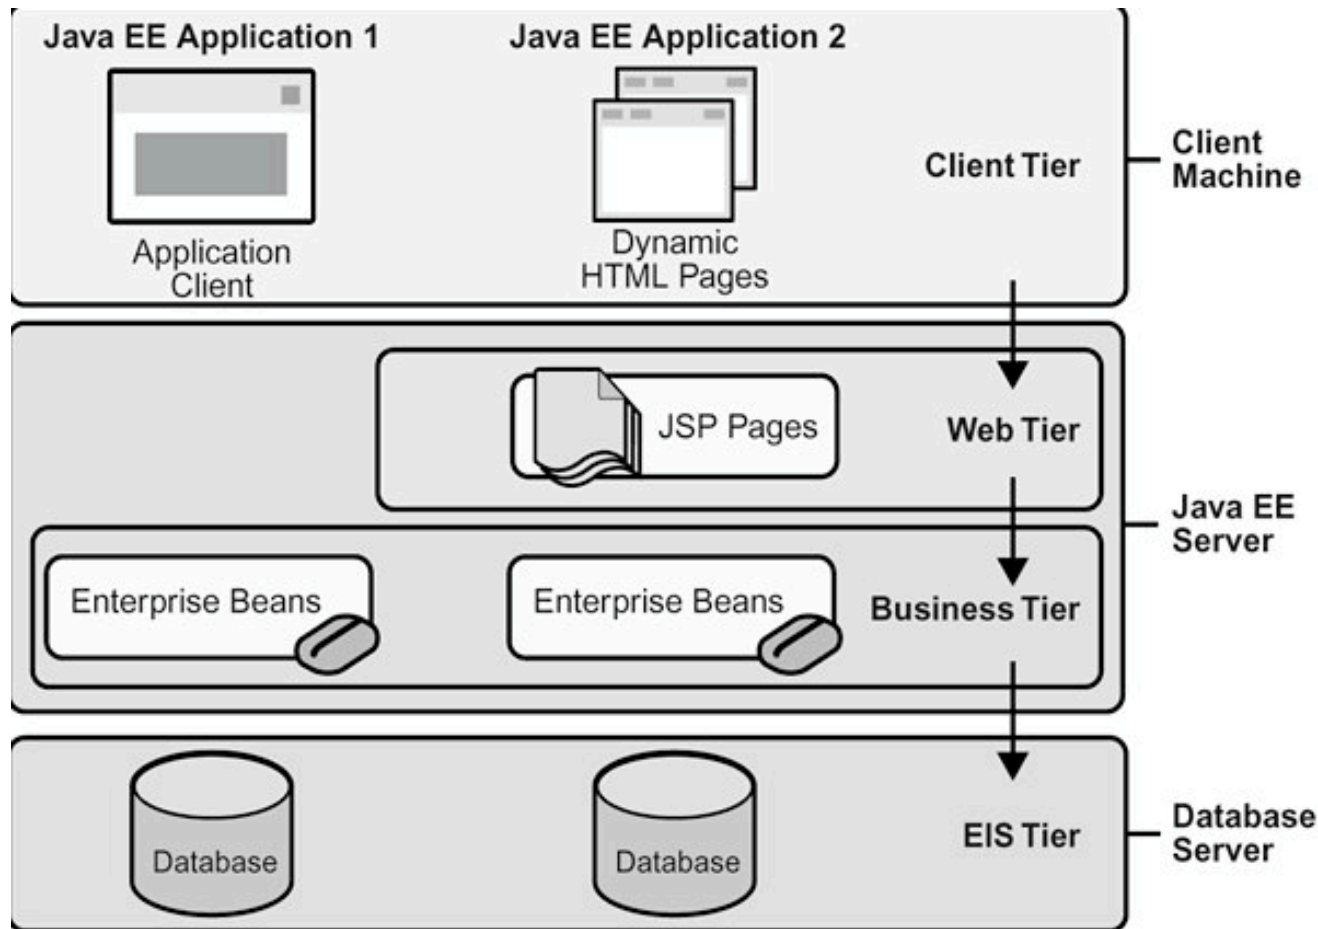 Java EE Application 1
Java EE Application 2
Application
Client
Dynamic
HTML Pages
Client Tier
Client
Machine
JSP Pages
Web Tier
Java EE
Server
Enterprise Beans
Enterprise Beans
Business Tier
Database
Database
EIS Tier
Database
Server